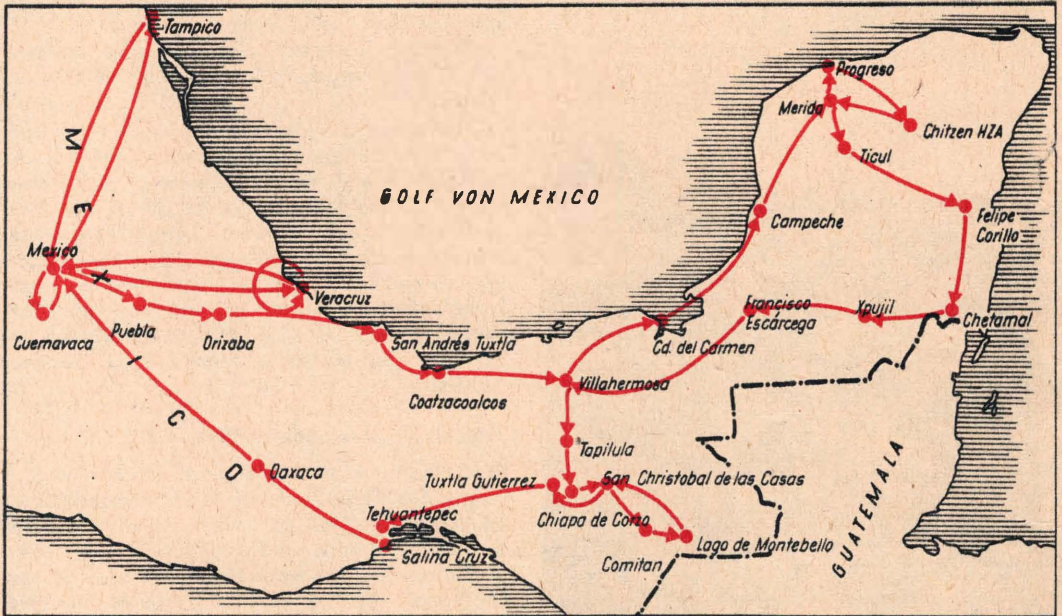 Tampico
Progreso
Merida
Chitzen HZA
Ticul
GOLF VON MEXICO
Campeche
Felipe
Corillo
MEXICO
Mexico
Veracruz
Puebla
Orizaba
Cuernavaca
San Andrés Tuxtla
Coatzacoalcos
Villahermosa
Cd. del Carmen
Francisco
Escárcega
Xpujil
Chetamal
Tapilula
Oaxaca
Tuxtla Gutierrez
San Christobal de las Casas
Chiapa de Corzo
Tehuantepec
Salina Cruz
Comitan
Lago de Montebello
GUATEMALA